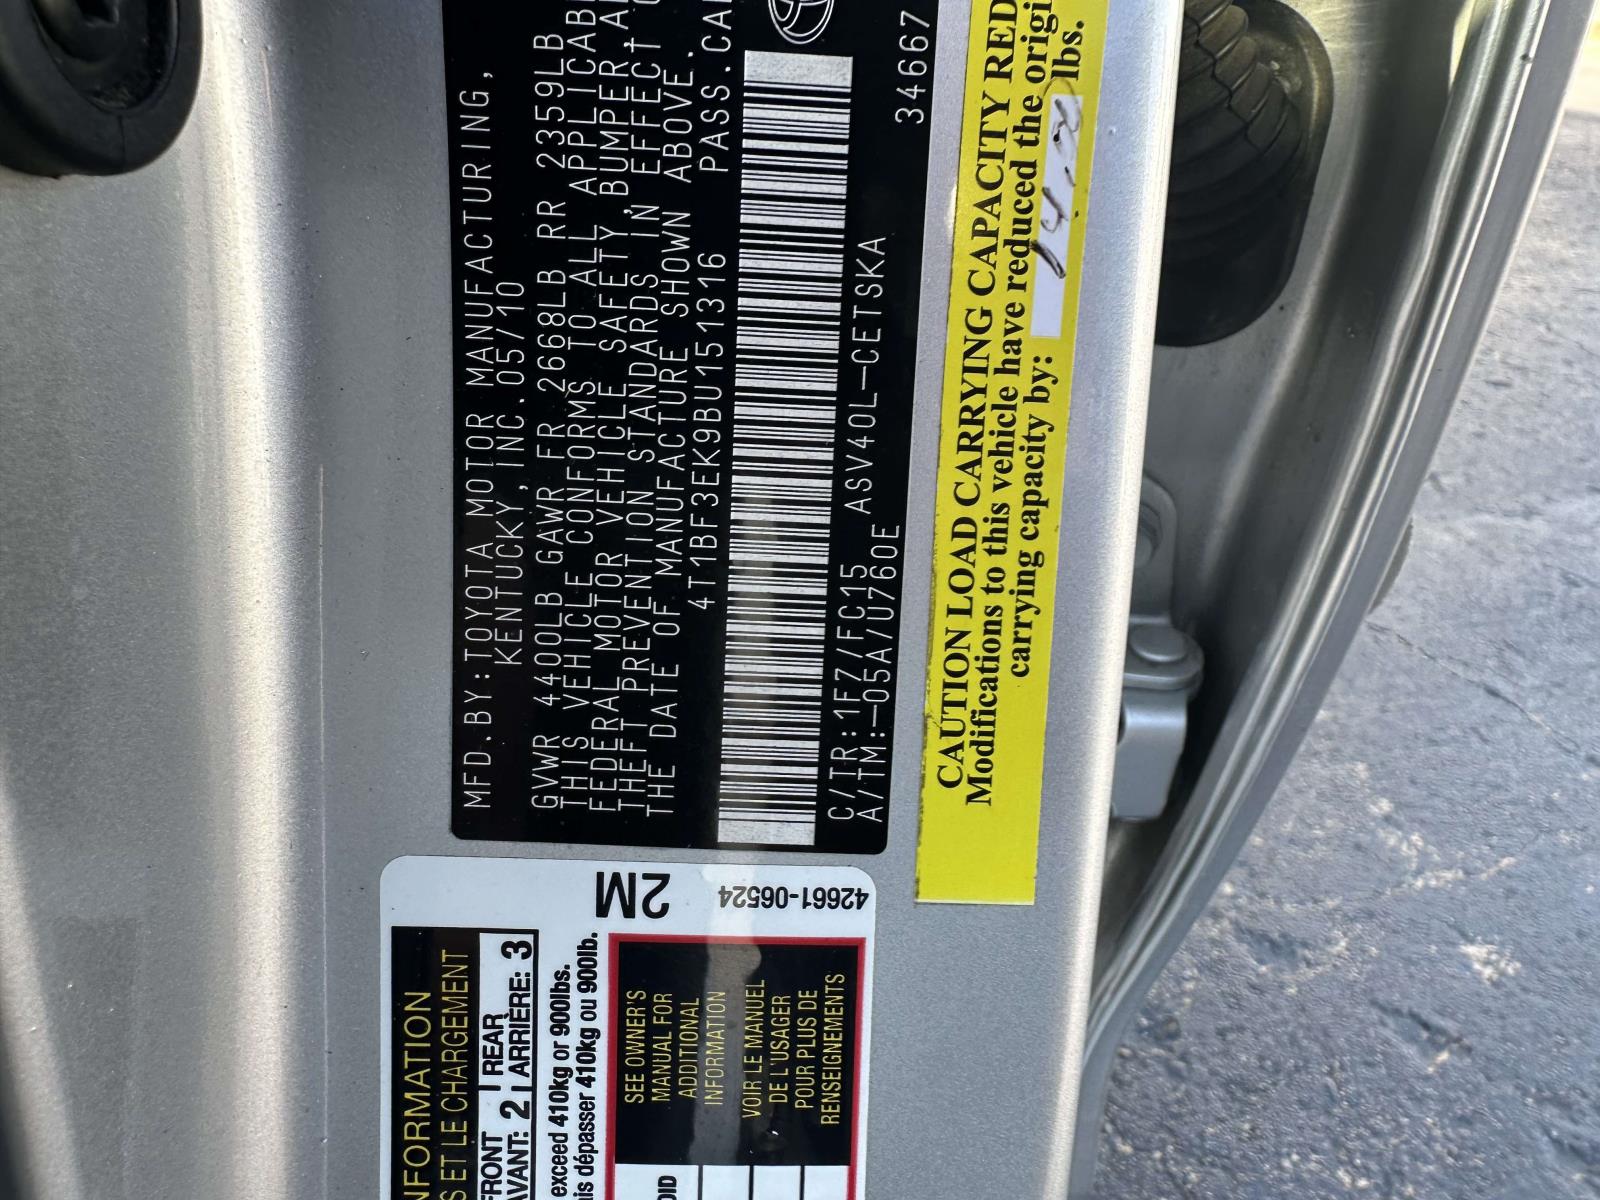 MFD.BY:TOYOTA MOTOR MANUFACTURING,
KENTUCKY,INC.05/10
GVWR 4400LB GAWR FR 2668LB RR 2359LB
THIS VEHICLE CONFORMS TO ALL APPLICABL
FEDERAL MOTOR VEHICLE SAFETY,BUMPER,A
THEFT PREVENTION STANDARDS IN EFFECT O
THE DATE OF MANUFACTURE SHOWN ABOVE.
4T1BF3EK9BU151316 PASS.CA
C/TR:1F7/FC15 ASV40L-CETSKA
A/TM:-05A/U760E
34667
CAUTION LOAD CARRYING CAPACITY RED
Modifications to this vehicle have reduced the origi
carrying capacity by: lbs.
2M
42661-06524
NFORMATION
S ET LE CHARGEMENT
FRONT REAR
AVANT: 2 ARRIÈRE: 3
exceed 410kg or 900lbs.
is dépasser 410kg ou 900lb.
SEE OWNER'S
MANUAL FOR
ADDITIONAL
INFORMATION
VOIR LE MANUEL
DE L'USAGER
POUR PLUS DE
RENSEIGNEMENTS
OID